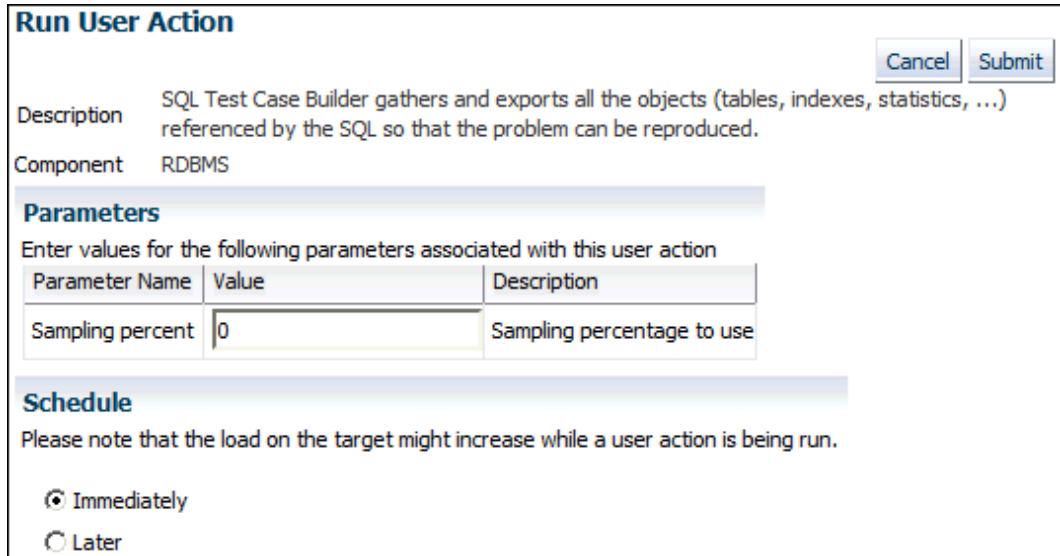 Run User Action
Cancel Submit
Description SQL Test Case Builder gathers and exports all the objects (tables, indexes, statistics, ...)
referenced by the SQL so that the problem can be reproduced.
Component RDBMS
Parameters
Enter values for the following parameters associated with this user action
Parameter Name Value Description
Sampling percent 0 Sampling percentage to use
Schedule
Please note that the load on the target might increase while a user action is being run.
Immediately
Later